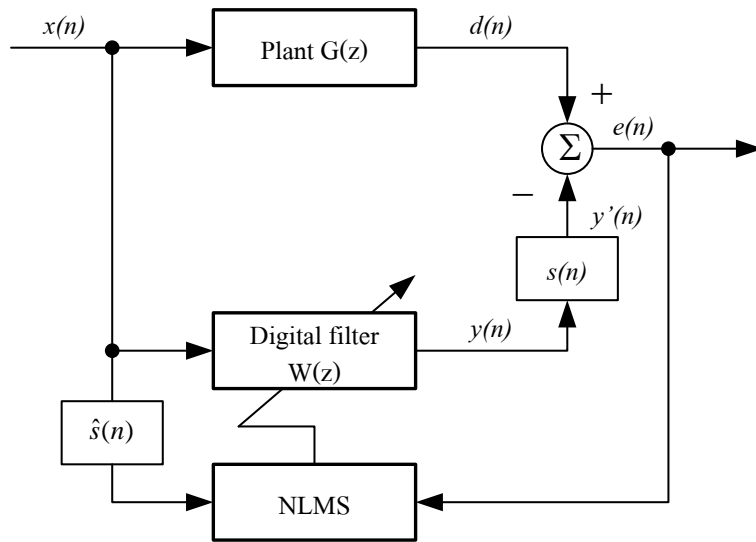 x(n)
Plant G(z)
d(n)
+
Σ
e(n)
−
y’(n)
s(n)
Digital filter
W(z)
y(n)
ŝ(n)
NLMS